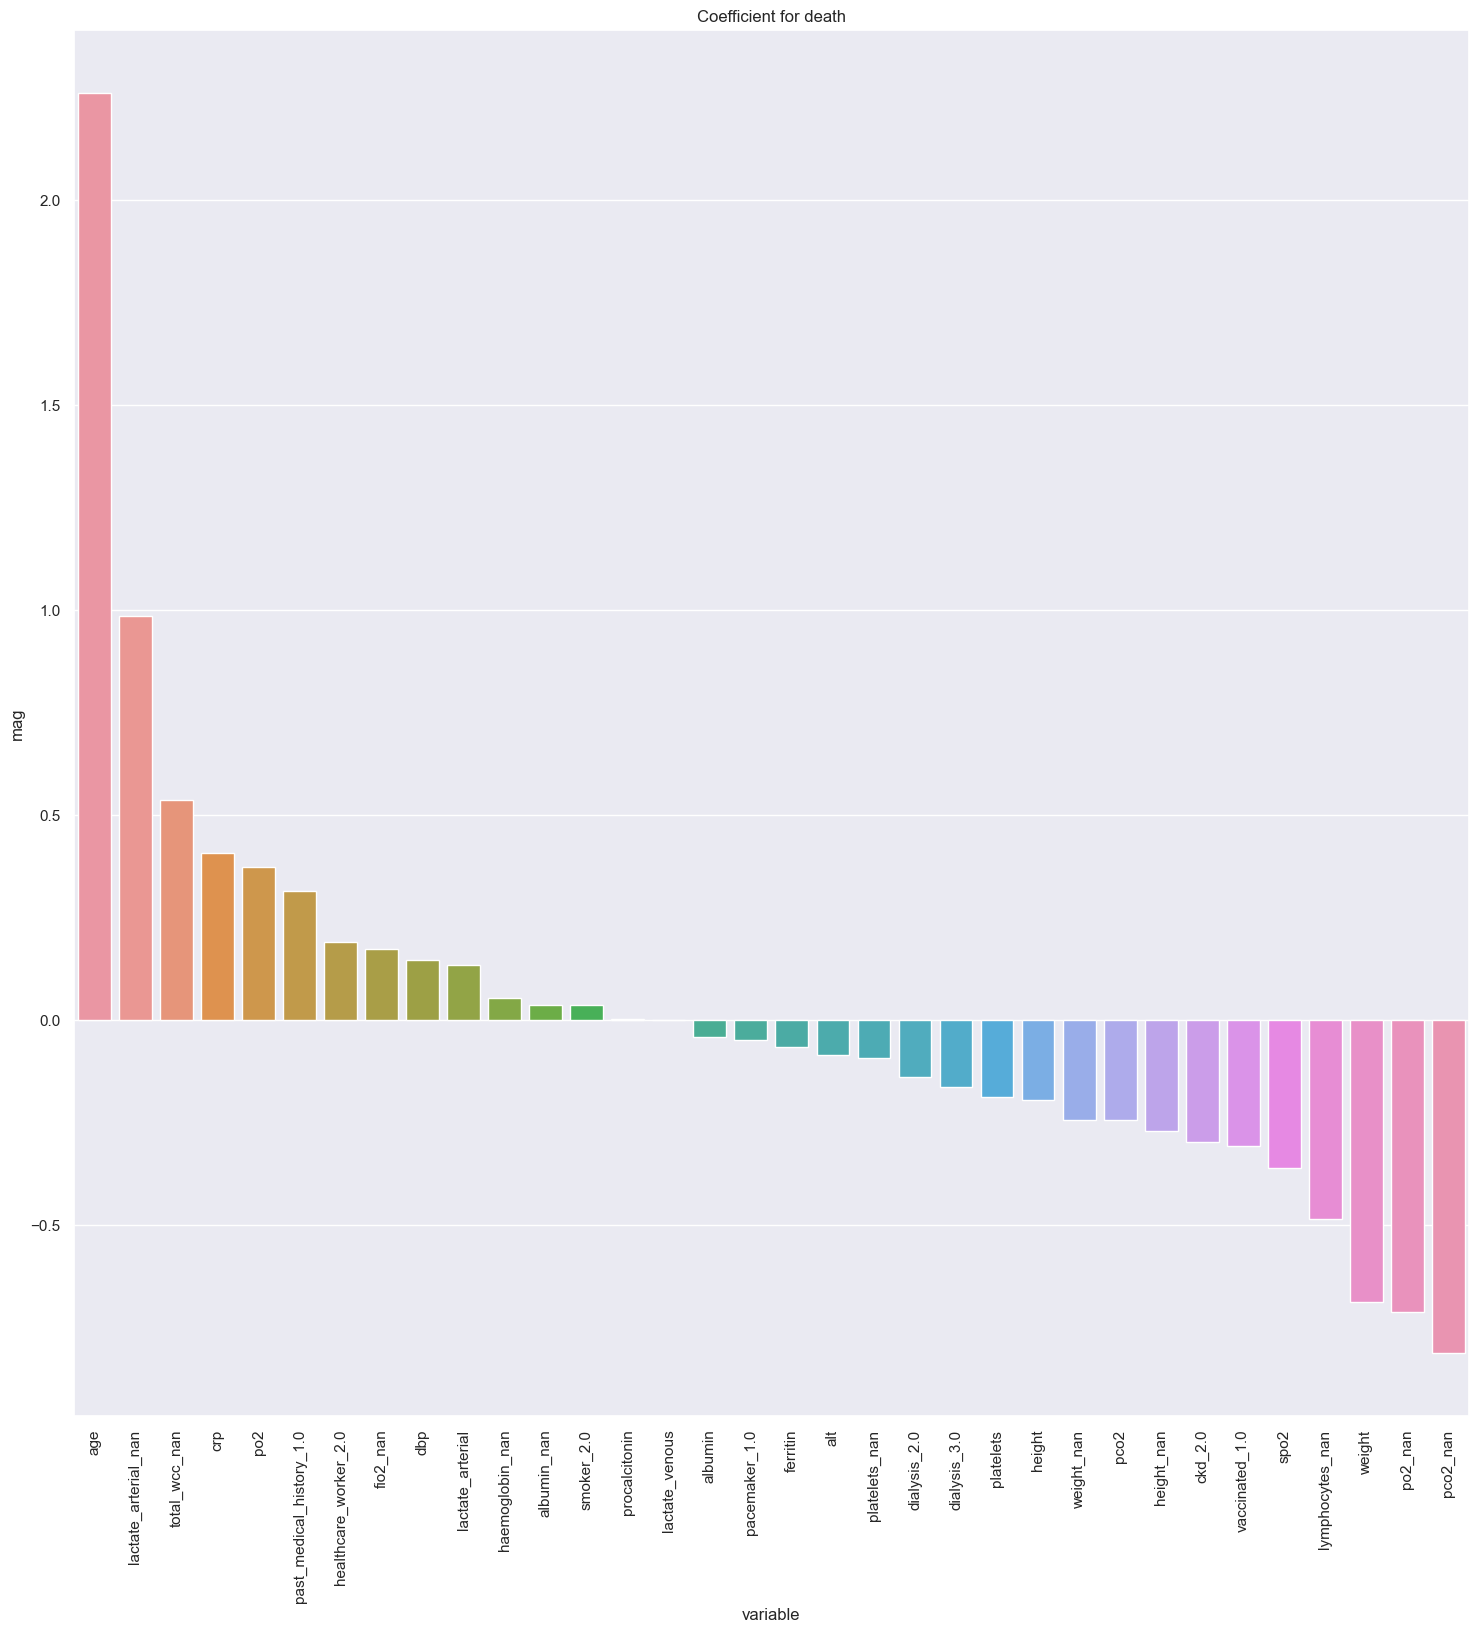 Coefficient for death
2.0
1.5
1.0
0.5
0.0
−0.5
mag
age
lactate_arterial_nan
total_wcc_nan
crp
po2
past_medical_history_1.0
healthcare_worker_2.0
fio2_nan
dbp
lactate_arterial
haemoglobin_nan
albumin_nan
smoker_2.0
procalcitonin
lactate_venous
albumin
pacemaker_1.0
ferritin
alt
platelets_nan
dialysis_2.0
dialysis_3.0
platelets
height
weight_nan
pco2
height_nan
ckd_2.0
vaccinated_1.0
spo2
lymphocytes_nan
weight
po2_nan
pco2_nan
variable